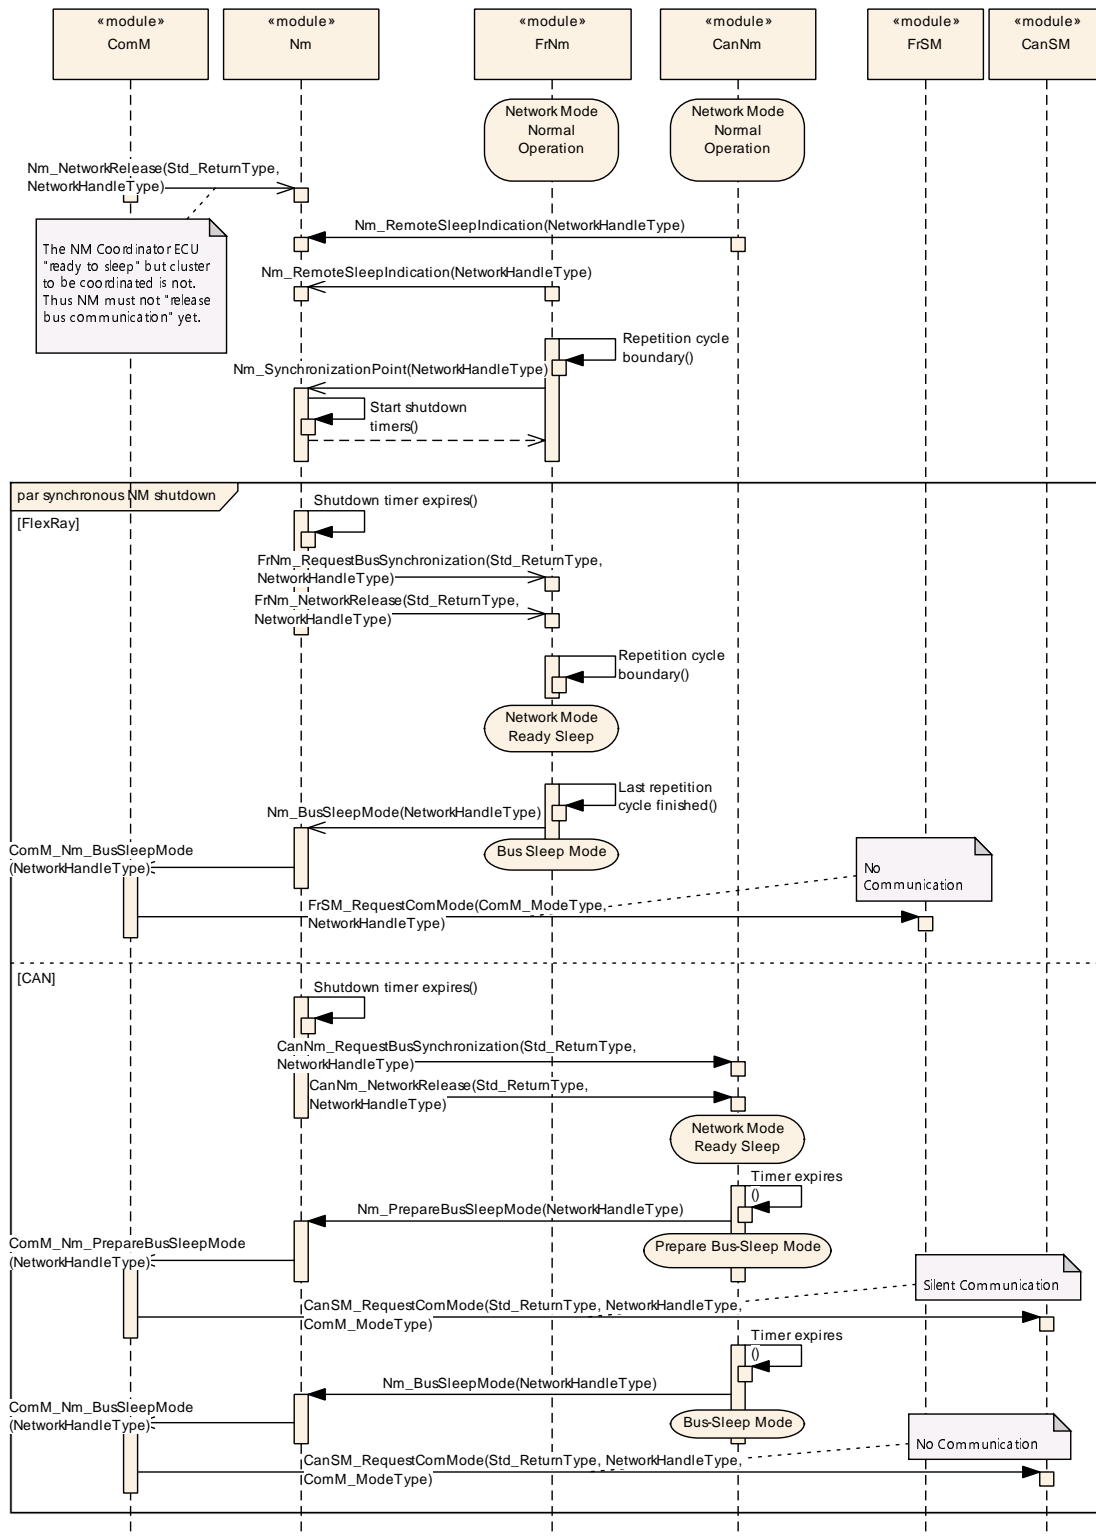 «module»
ComM
«module»
Nm
«module»
FrNm
«module»
CanNm
«module»
FrSM
«module»
CanSM
Network Mode
Normal
Operation
Network Mode
Normal
Operation
Nm_NetworkRelease(Std_ReturnType,
NetworkHandleType)
The NM Coordinator ECU
"ready to sleep" but cluster
to be coordinated is not.
Thus NM must not "release
bus communication" yet.
Nm_RemoteSleepIndication(NetworkHandleType)
Nm_RemoteSleepIndication(NetworkHandleType)
Repetition cycle
boundary()
Nm_SynchronizationPoint(NetworkHandleType)
Start shutdown
timers()
par synchronous NM shutdown
[FlexRay]
Shutdown timer expires()
FrNm_RequestBusSynchronization(Std_ReturnType,
NetworkHandleType)
FrNm_NetworkRelease(Std_ReturnType,
NetworkHandleType)
Repetition cycle
boundary()
Network Mode
Ready Sleep
Last repetition
cycle finished()
Nm_BusSleepMode(NetworkHandleType)
Bus Sleep Mode
ComM_Nm_BusSleepMode
(NetworkHandleType)
No
Communication
FrSM_RequestComMode(ComM_ModeType,
NetworkHandleType)
[CAN]
Shutdown timer expires()
CanNm_RequestBusSynchronization(Std_ReturnType,
NetworkHandleType)
CanNm_NetworkRelease(Std_ReturnType,
NetworkHandleType)
Network Mode
Ready Sleep
Timer expires
()
Nm_PrepareBusSleepMode(NetworkHandleType)
Prepare Bus-Sleep Mode
ComM_Nm_PrepareBusSleepMode
(NetworkHandleType)
Silent Communication
CanSM_RequestComMode(Std_ReturnType, NetworkHandleType,
ComM_ModeType)
Timer expires
()
Nm_BusSleepMode(NetworkHandleType)
Bus-Sleep Mode
ComM_Nm_BusSleepMode
(NetworkHandleType)
No Communication
CanSM_RequestComMode(Std_ReturnType, NetworkHandleType,
ComM_ModeType)